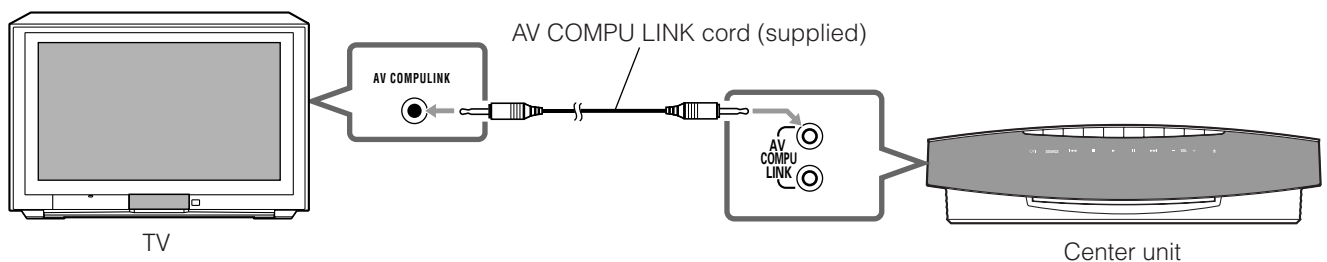 AV COMPU LINK cord (supplied)
AV COMPULINK
AV
COMPU
LINK
TV
Center unit